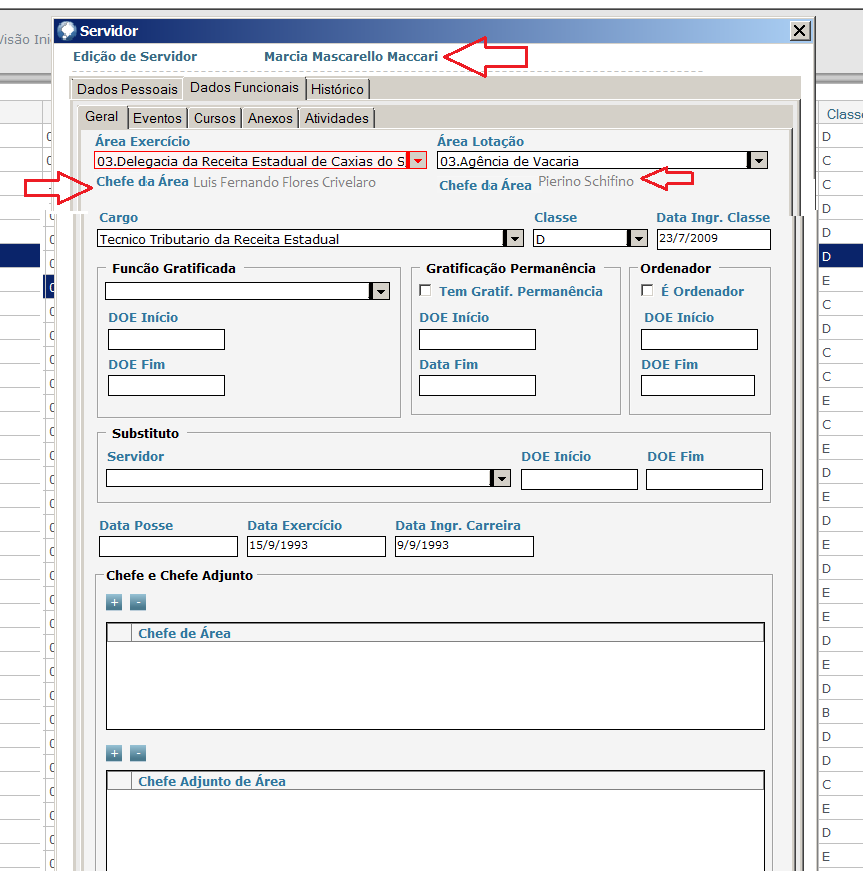 Visão Ini
Servidor
Edição de Servidor Marcia Mascarello Maccari
Dados Pessoais Dados Funcionais Histórico
Geral Eventos Cursos Anexos Atividades
Classe
Área Exercício Área Lotação
03.Delegacia da Receita Estadual de Caxias do S 03.Agência de Vacaria
Chefe da Área Luis Fernando Flores Crivelaro Chefe da Área Pierino Schifino
Cargo Classe Data Ingr. Classe
Tecnico Tributario da Receita Estadual D 23/7/2009
Funcão Gratificada Gratificação Permanência Ordenador
Tem Gratif. Permanência É Ordenador
DOE Início DOE Início DOE Início
DOE Fim Data Fim DOE Fim
Substituto
Servidor DOE Início DOE Fim
Data Posse Data Exercício Data Ingr. Carreira
15/9/1993 9/9/1993
Chefe e Chefe Adjunto
+ -
Chefe de Área
+ -
Chefe Adjunto de Área
D
C
C
D
D
D
E
C
D
C
C
E
C
E
D
E
D
E
D
E
E
D
E
D
B
D
D
C
E
D
E